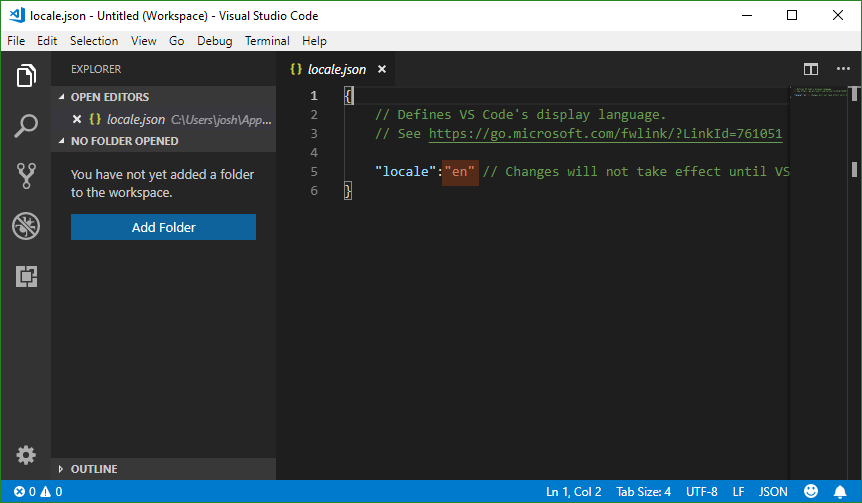 locale.json - Untitled (Workspace) - Visual Studio Code
File Edit Selection View Go Debug Terminal Help
EXPLORER
OPEN EDITORS
locale.json C:\Users\josh\App...
NO FOLDER OPENED
You have not yet added a folder
to the workspace.
Add Folder
OUTLINE
{} locale.json
1 {
2 // Defines VS Code's display language.
3 // See https://go.microsoft.com/fwlink/?LinkId=761051
4
5 "locale":"en" // Changes will not take effect until VS
6 }
0 0 Ln 1, Col 2 Tab Size: 4 UTF-8 LF JSON